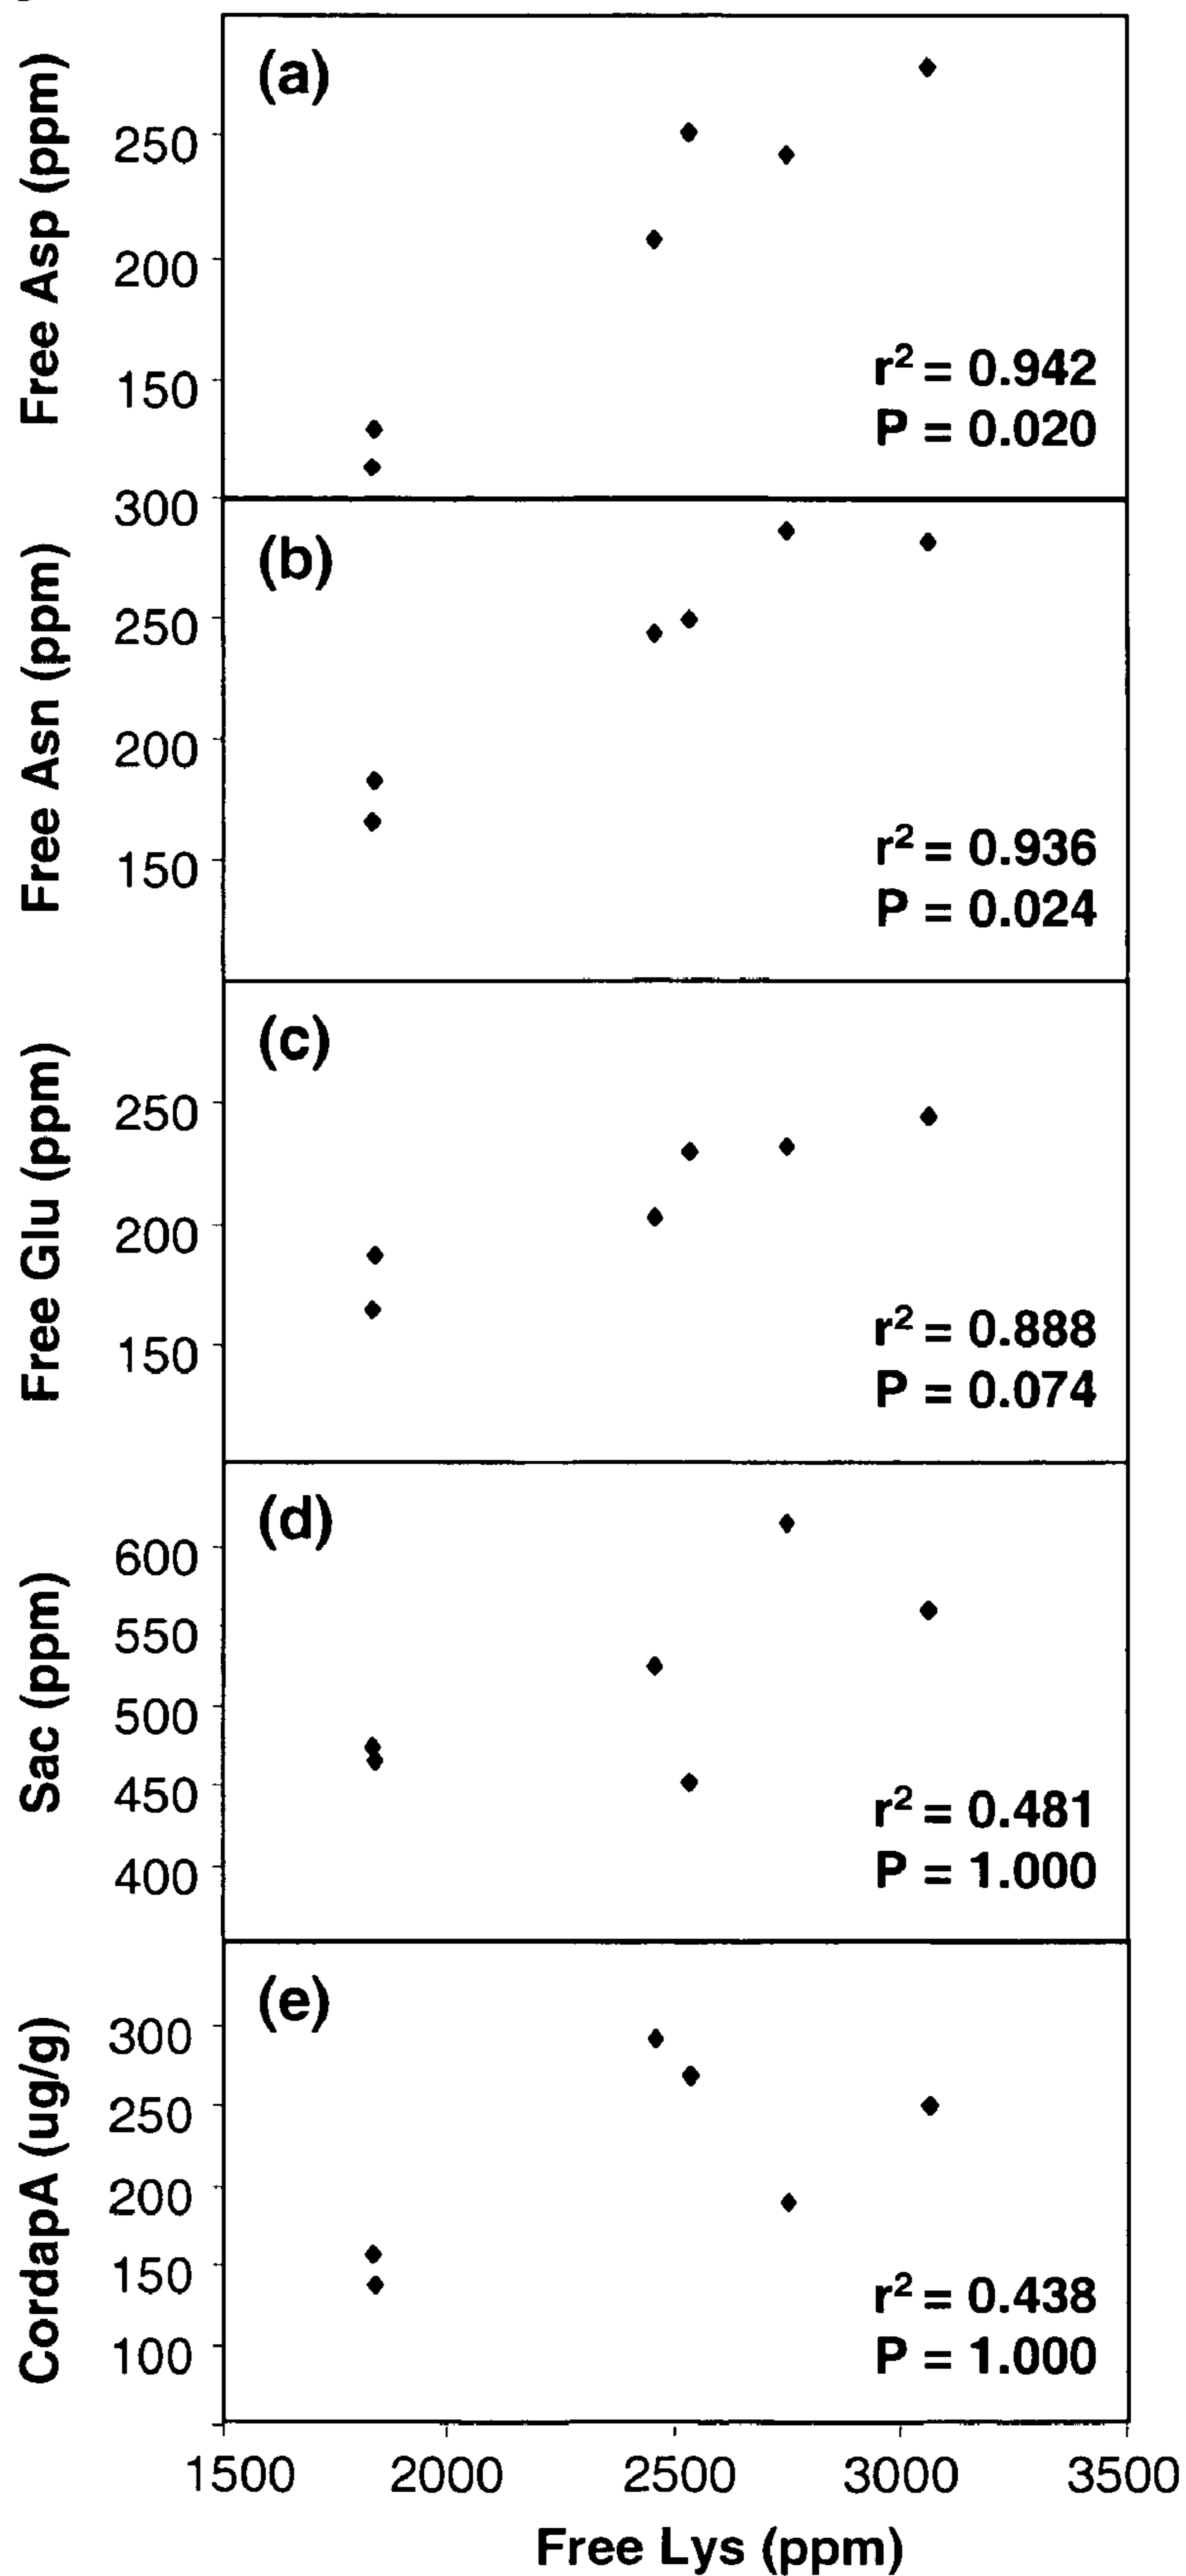 (a)
Free Asp (ppm)
250
200
150
r² = 0.942
P = 0.020
(b)
Free Asn (ppm)
300
250
200
150
r² = 0.936
P = 0.024
(c)
Free Glu (ppm)
250
200
150
r² = 0.888
P = 0.074
(d)
Sac (ppm)
600
550
500
450
400
r² = 0.481
P = 1.000
(e)
CordapA (ug/g)
300
250
200
150
100
r² = 0.438
P = 1.000
1500 2000 2500 3000 3500
Free Lys (ppm)